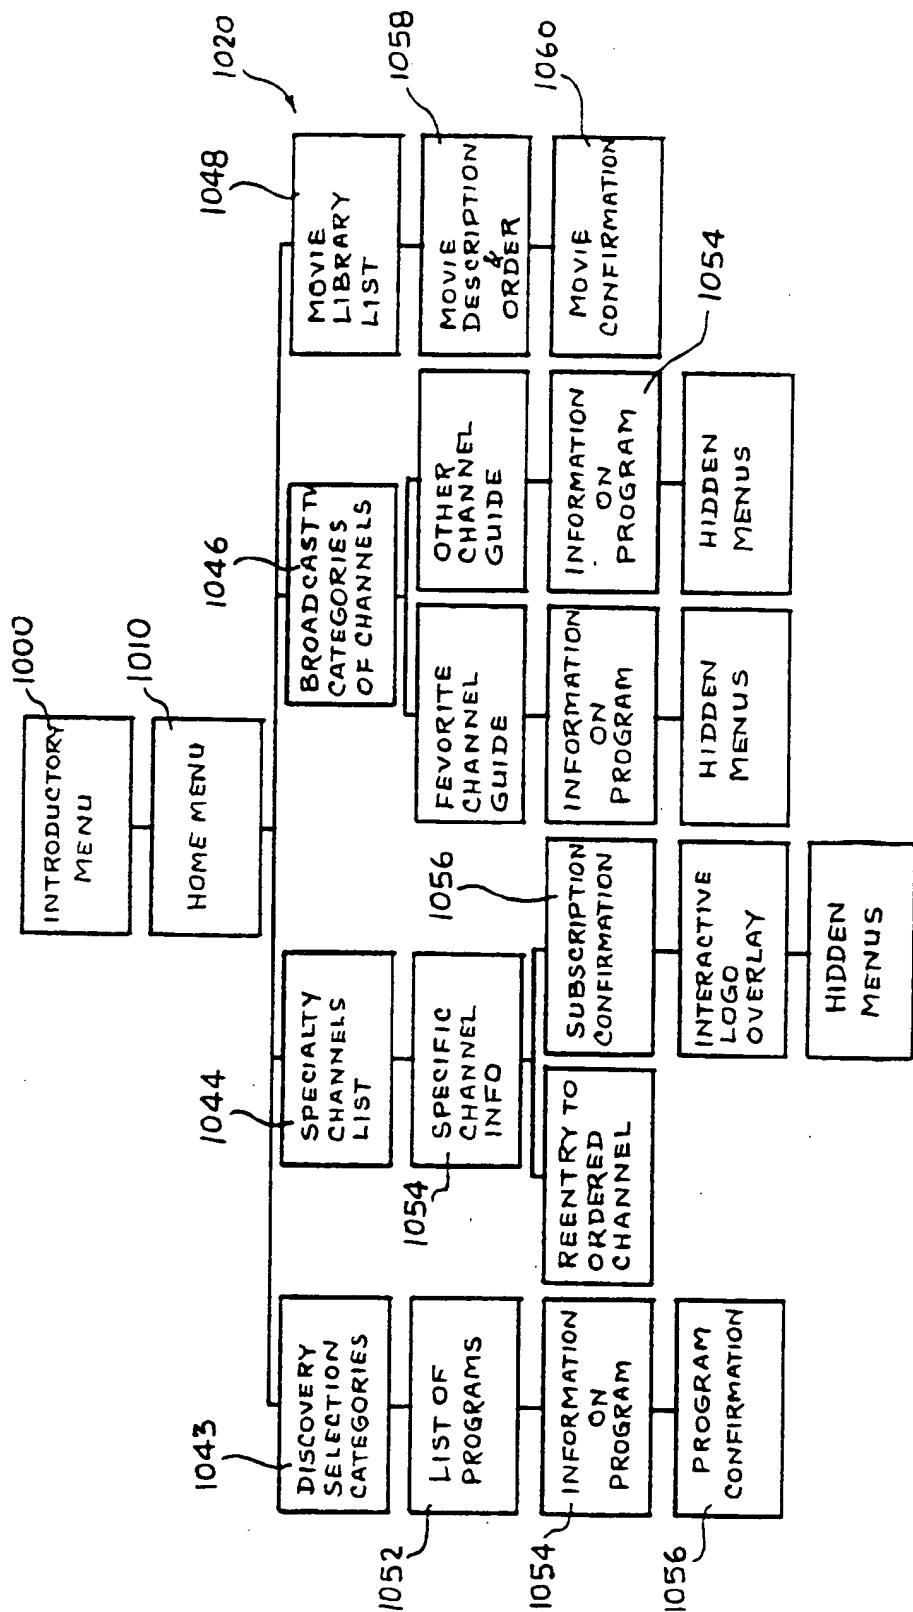 1000
INTRODUCTORY
MENU
1010
HOME MENU
1020
1043
DISCOVERY
SELECTION
CATEGORIES
1044
SPECIALTY
CHANNELS
LIST
1046
BROADCAST TV
CATEGORIES
OF CHANNELS
1048
MOVIE
LIBRARY
LIST
1052
LIST OF
PROGRAMS
1054
SPECIFIC
CHANNEL
INFO
FEVORITE
CHANNEL
GUIDE
OTHER
CHANNEL
GUIDE
1058
MOVIE
DESCRIPTION
&
ORDER
1054
INFORMATION
ON
PROGRAM
REENTRY TO
ORDERED
CHANNEL
1056
SUBSCRIPTION
CONFIRMATION
INFORMATION
ON
PROGRAM
INFORMATION
ON
PROGRAM
1054
1060
MOVIE
CONFIRMATION
1056
PROGRAM
CONFIRMATION
INTERACTIVE
LOGO
OVERLAY
HIDDEN
MENUS
HIDDEN
MENUS
HIDDEN
MENUS